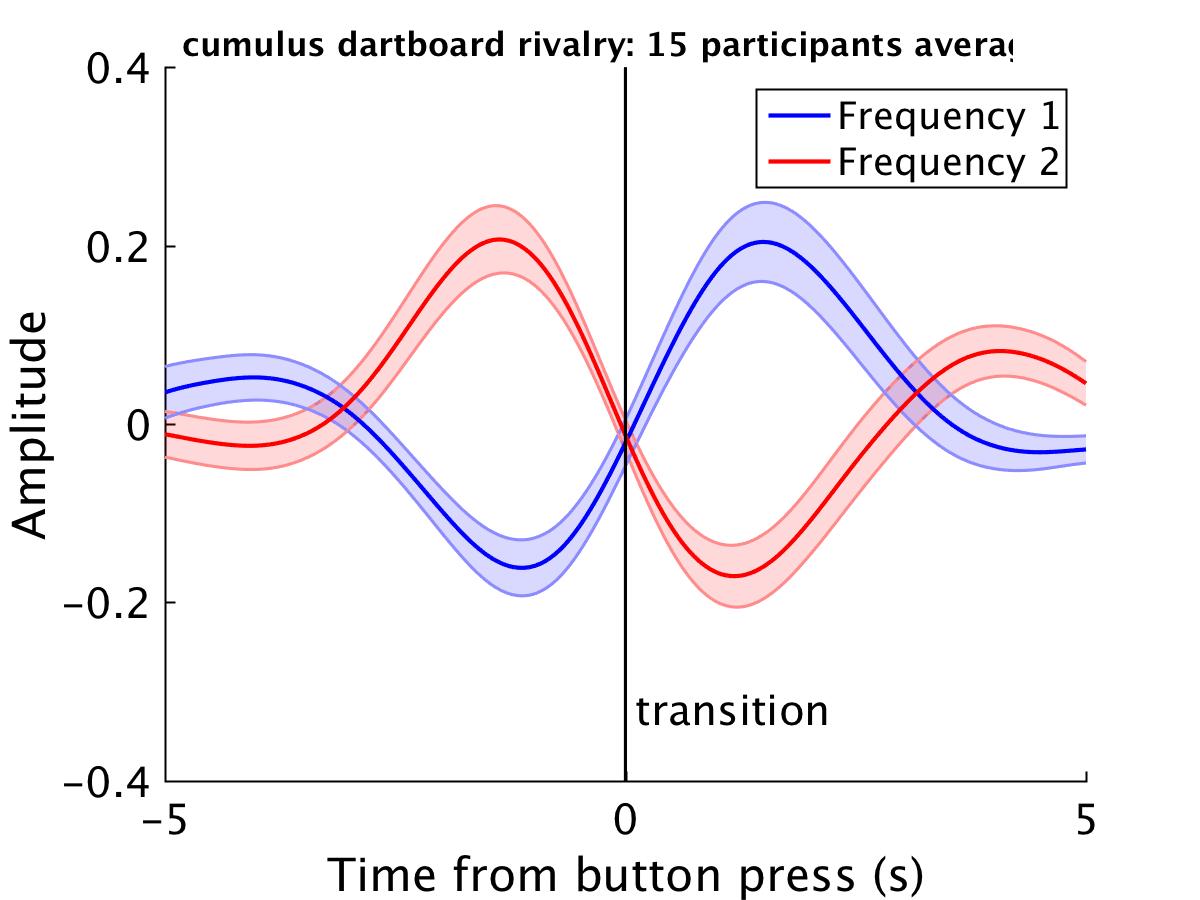 cumulus dartboard rivalry: 15 participants
0.4
0.2
0
−0.2
−0.4
Amplitude
Frequency 1
Frequency 2
transition
−5
0
5
Time from button press (s)